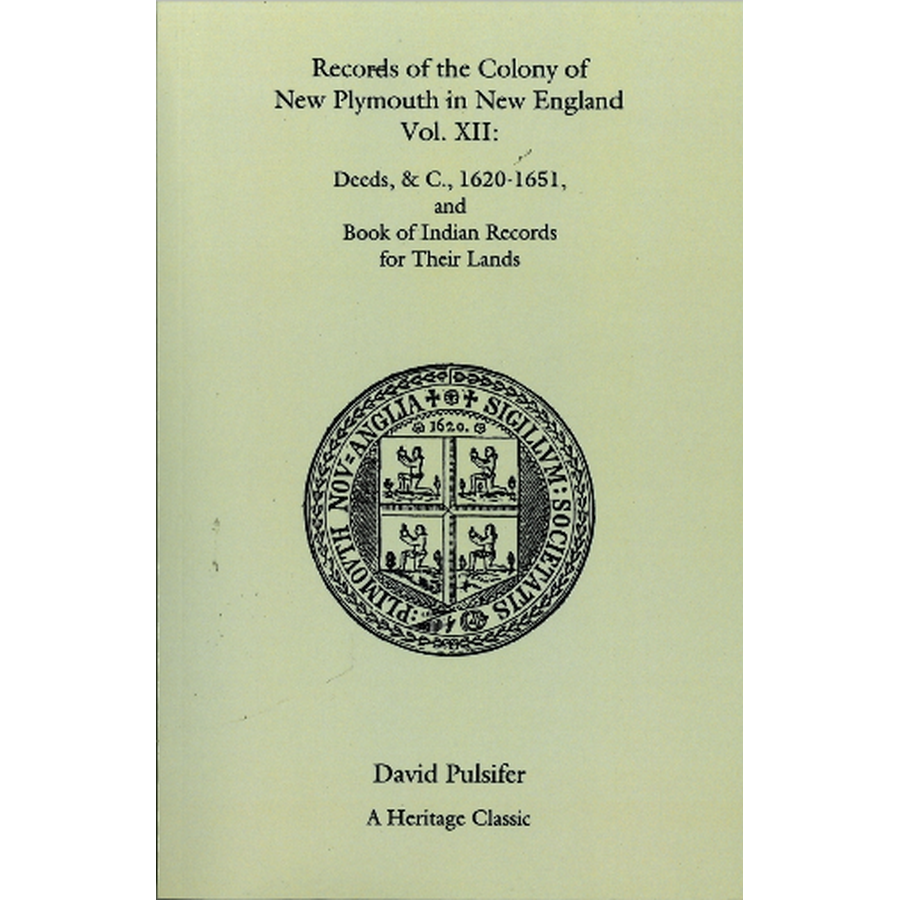 Records of the Colony of
New Plymouth in New England
Vol. XII:
Deeds, & C., 1620-1651,
and
Book of Indian Records
for Their Lands
:PLIMOVTH NOV=ANGLIA ✝ ✝ SIGILLVM:SOCIETATIS
1620.
David Pulsifer
A Heritage Classic